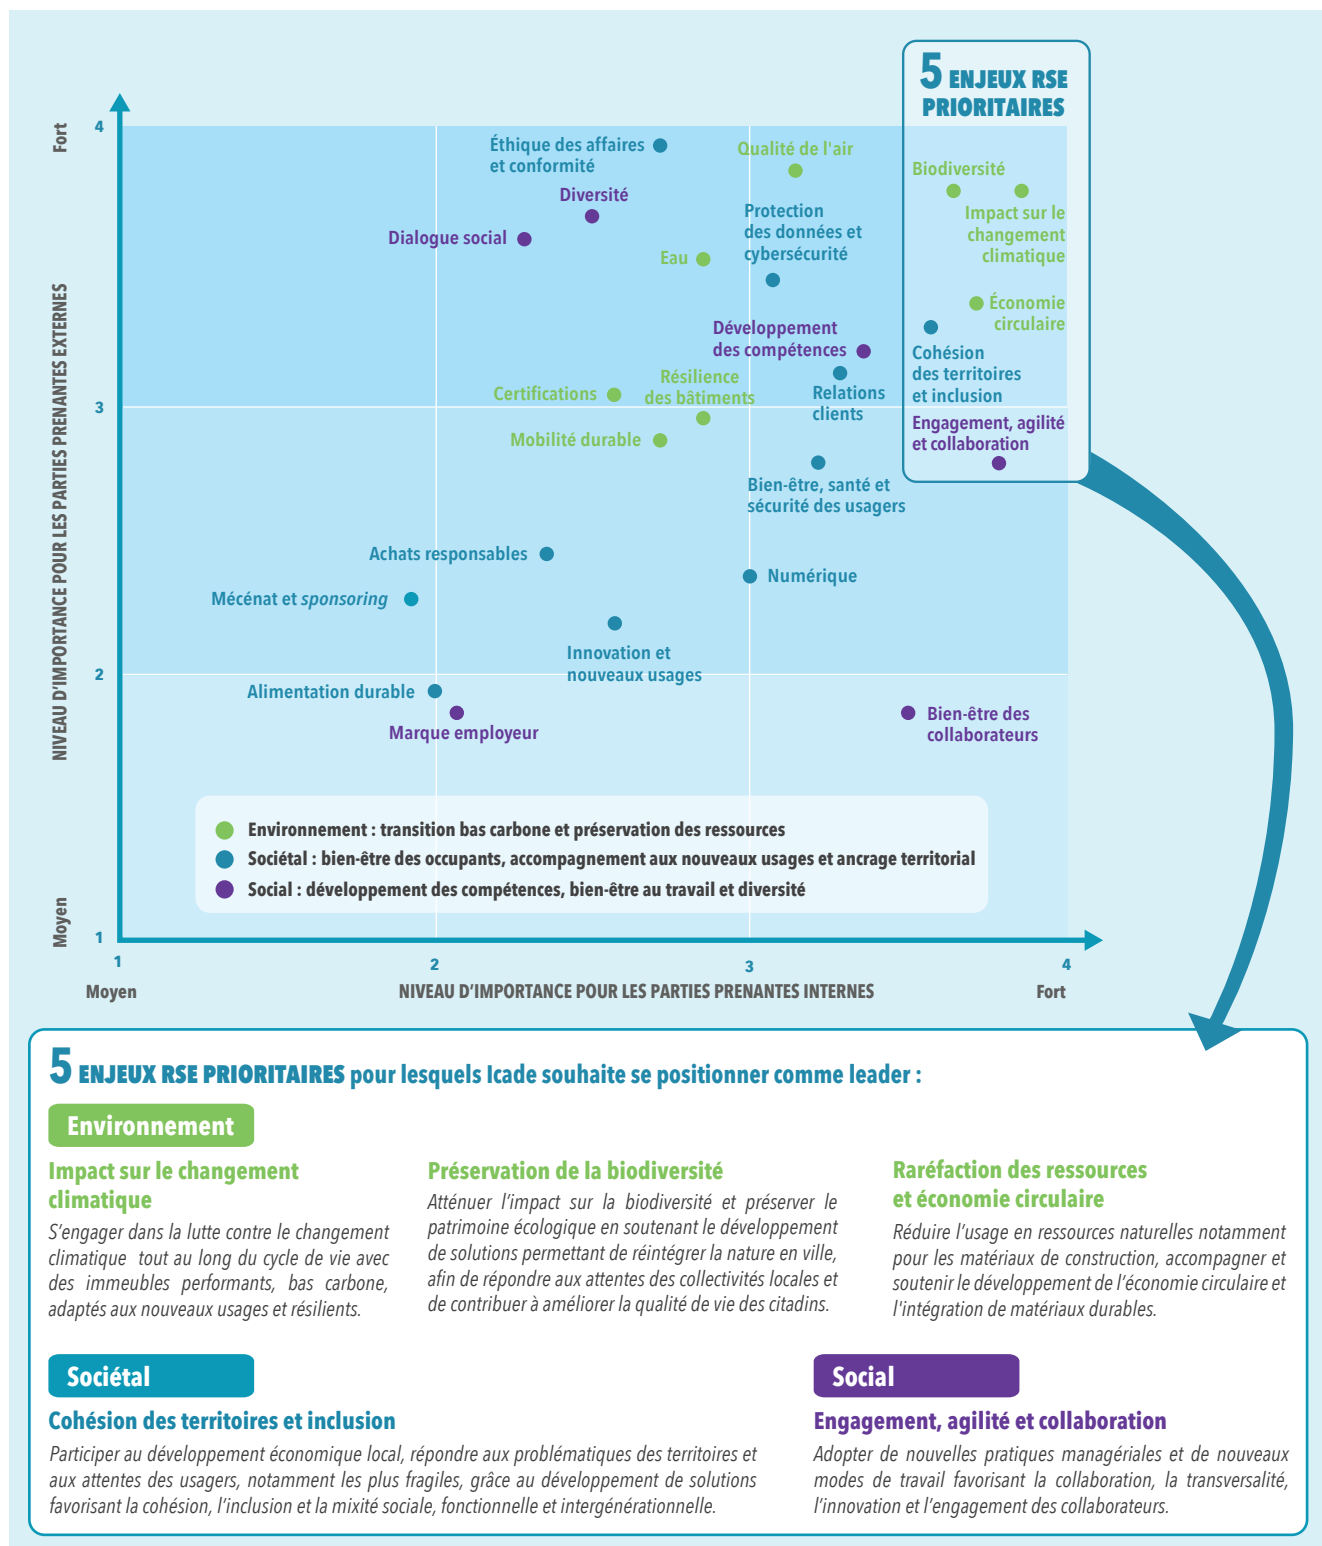 5 ENJEUX RSE
PRIORITAIRES
Fort
4
Éthique des affaires
et conformité
Qualité de l'air
Biodiversité
Diversité
Impact sur le
changement
climatique
Protection
des données et
cybersécurité
Dialogue social
Eau
Économie
circulaire
Développement
des compétences
Cohésion
des territoires
et inclusion
Résilience
des bâtiments
Certifications
Relations
clients
3
Engagement, agilité
et collaboration
Mobilité durable
Bien-être, santé et
sécurité des usagers
NIVEAU D'IMPORTANCE POUR LES PARTIES PRENANTES EXTERNES
Achats responsables
Numérique
Mécénat et sponsoring
Innovation et
nouveaux usages
2
Alimentation durable
Marque employeur
Bien-être des
collaborateurs
Environnement : transition bas carbone et préservation des ressources
Sociétal : bien-être des occupants, accompagnement aux nouveaux usages et ancrage territorial
Social : développement des compétences, bien-être au travail et diversité
Moyen
1
1
2
3
4
Moyen
NIVEAU D'IMPORTANCE POUR LES PARTIES PRENANTES INTERNES
Fort
5 ENJEUX RSE PRIORITAIRES pour lesquels Icade souhaite se positionner comme leader :
Environnement
Impact sur le changement
climatique
S'engager dans la lutte contre le changement
climatique tout au long du cycle de vie avec
des immeubles performants, bas carbone,
adaptés aux nouveaux usages et résilients.
Préservation de la biodiversité
Atténuer l'impact sur la biodiversité et préserver le
patrimoine écologique en soutenant le développement
de solutions permettant de réintégrer la nature en ville,
afin de répondre aux attentes des collectivités locales et
de contribuer à améliorer la qualité de vie des citadins.
Raréfaction des ressources
et économie circulaire
Réduire l'usage en ressources naturelles notamment
pour les matériaux de construction, accompagner et
soutenir le développement de l'économie circulaire et
l'intégration de matériaux durables.
Sociétal
Cohésion des territoires et inclusion
Participer au développement économique local, répondre aux problématiques des territoires et
aux attentes des usagers, notamment les plus fragiles, grâce au développement de solutions
favorisant la cohésion, l'inclusion et la mixité sociale, fonctionnelle et intergénérationnelle.
Social
Engagement, agilité et collaboration
Adopter de nouvelles pratiques managériales et de nouveaux
modes de travail favorisant la collaboration, la transversalité,
l'innovation et l'engagement des collaborateurs.